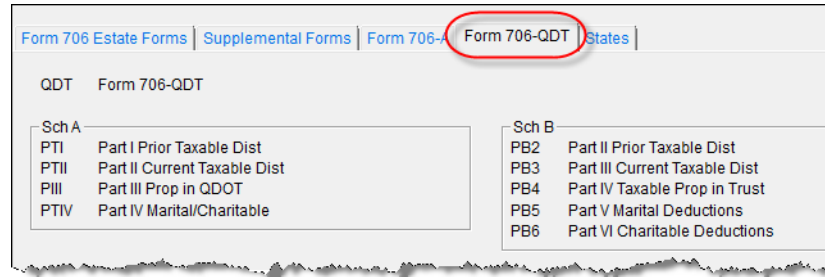 Form 706 Estate Forms Supplemental Forms Form 706-A Form 706-QDT States
QDT Form 706-QDT
Sch A
PTI Part I Prior Taxable Dist
PTII Part II Current Taxable Dist
PIII Part III Prop in QDOT
PTIV Part IV Marital/Charitable
Sch B
PB2 Part II Prior Taxable Dist
PB3 Part III Current Taxable Dist
PB4 Part IV Taxable Prop in Trust
PB5 Part V Marital Deductions
PB6 Part VI Charitable Deductions